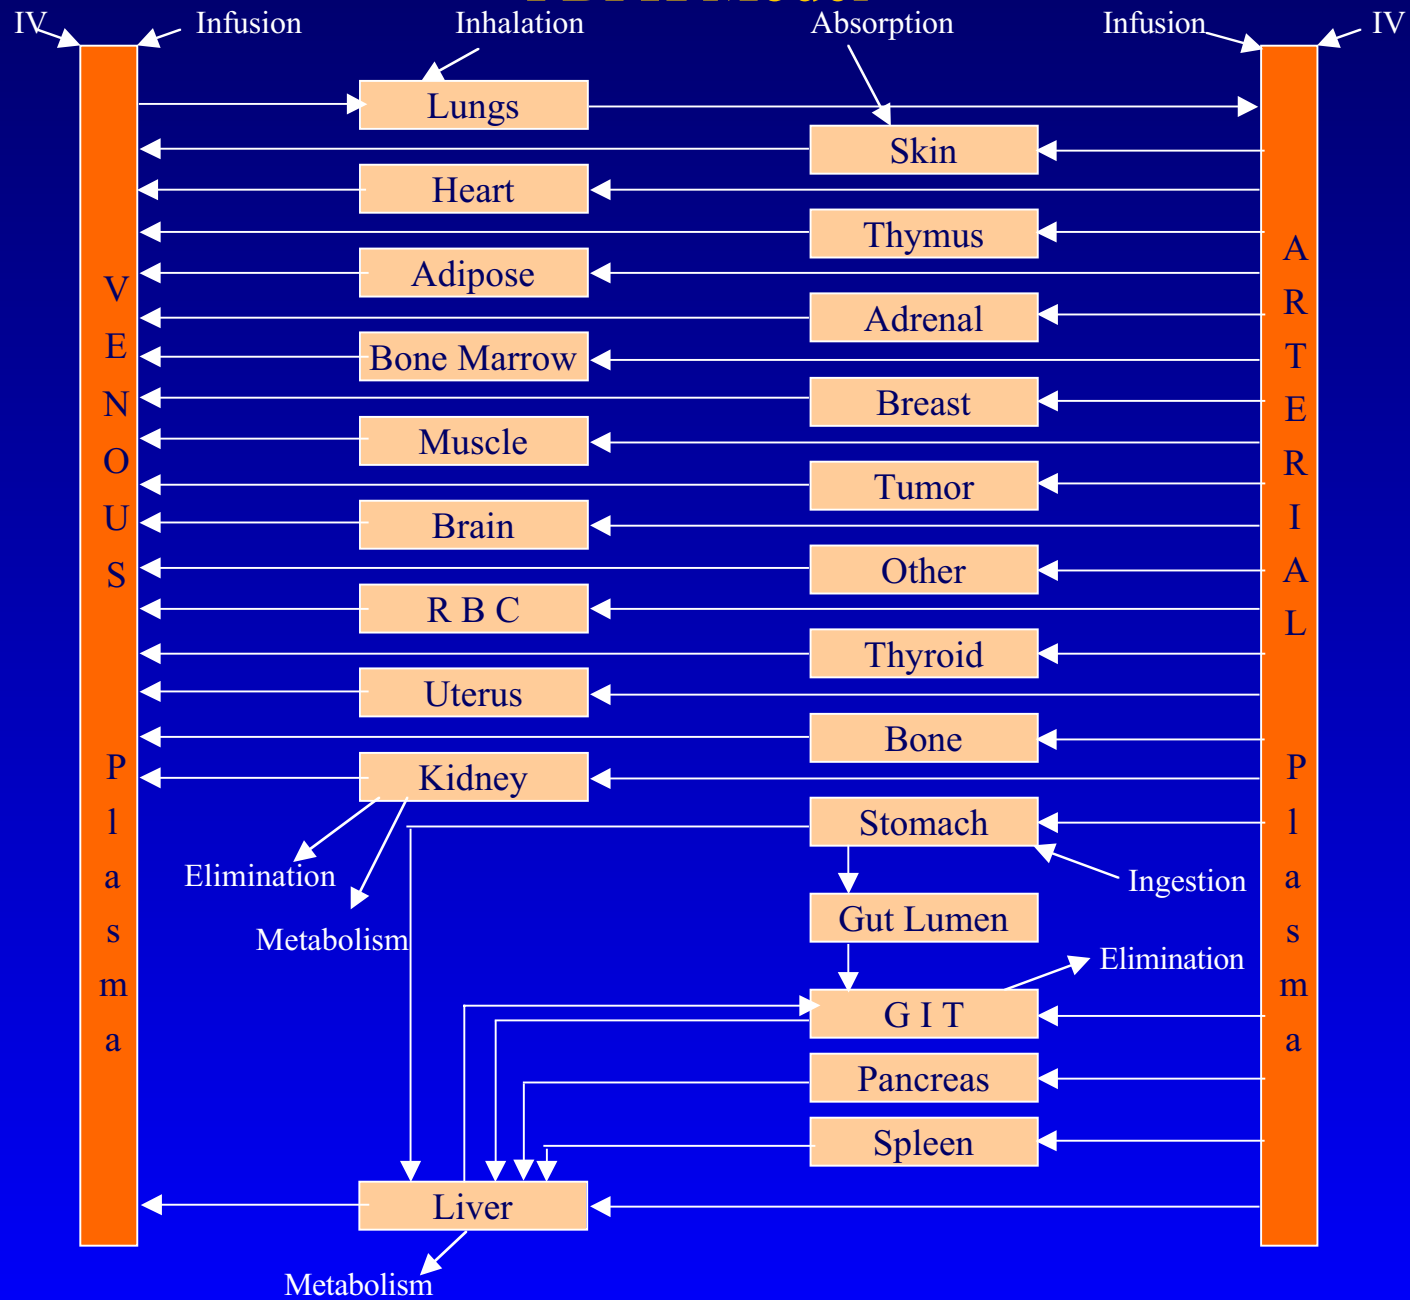 IV
Infusion
Inhalation
Absorption
Infusion
IV
Lungs
Skin
Heart
Thymus
Adipose
Adrenal
Bone Marrow
Breast
Muscle
Tumor
Brain
Other
R B C
Thyroid
Uterus
Bone
Kidney
Stomach
Elimination
Ingestion
Metabolism
Gut Lumen
Elimination
G I T
Pancreas
Spleen
Liver
Metabolism
VENOUS Plasma
ARTERIAL Plasma